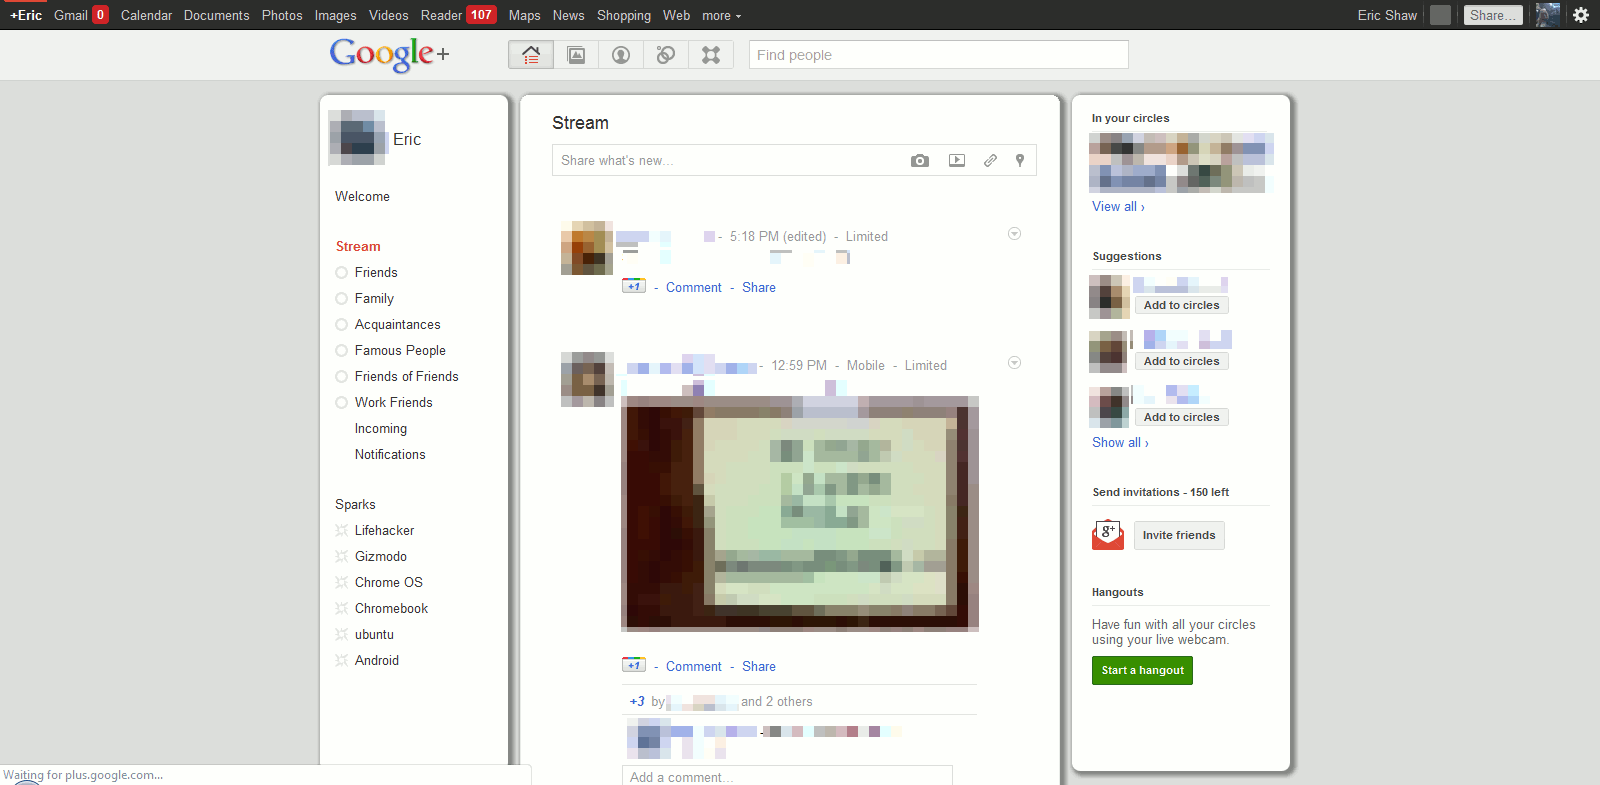 +Eric Gmail 0 Calendar Documents Photos Images Videos Reader 107 Maps News Shopping Web more Eric Shaw Share...
Google+ Find people
Eric
Welcome
Stream
Friends
Family
Acquaintances
Famous People
Friends of Friends
Work Friends
Incoming
Notifications
Sparks
Lifehacker
Gizmodo
Chrome OS
Chromebook
ubuntu
Android
Stream
Share what's new...
- 5:18 PM (edited) - Limited
+1 - Comment - Share
- 12:59 PM - Mobile - Limited
+1 - Comment - Share
+3 by and 2 others
-
Add a comment...
In your circles
View all ›
Suggestions
Add to circles
Add to circles
Add to circles
Show all ›
Send invitations - 150 left
g+ Invite friends
Hangouts
Have fun with all your circles
using your live webcam.
Start a hangout
Waiting for plus.google.com...